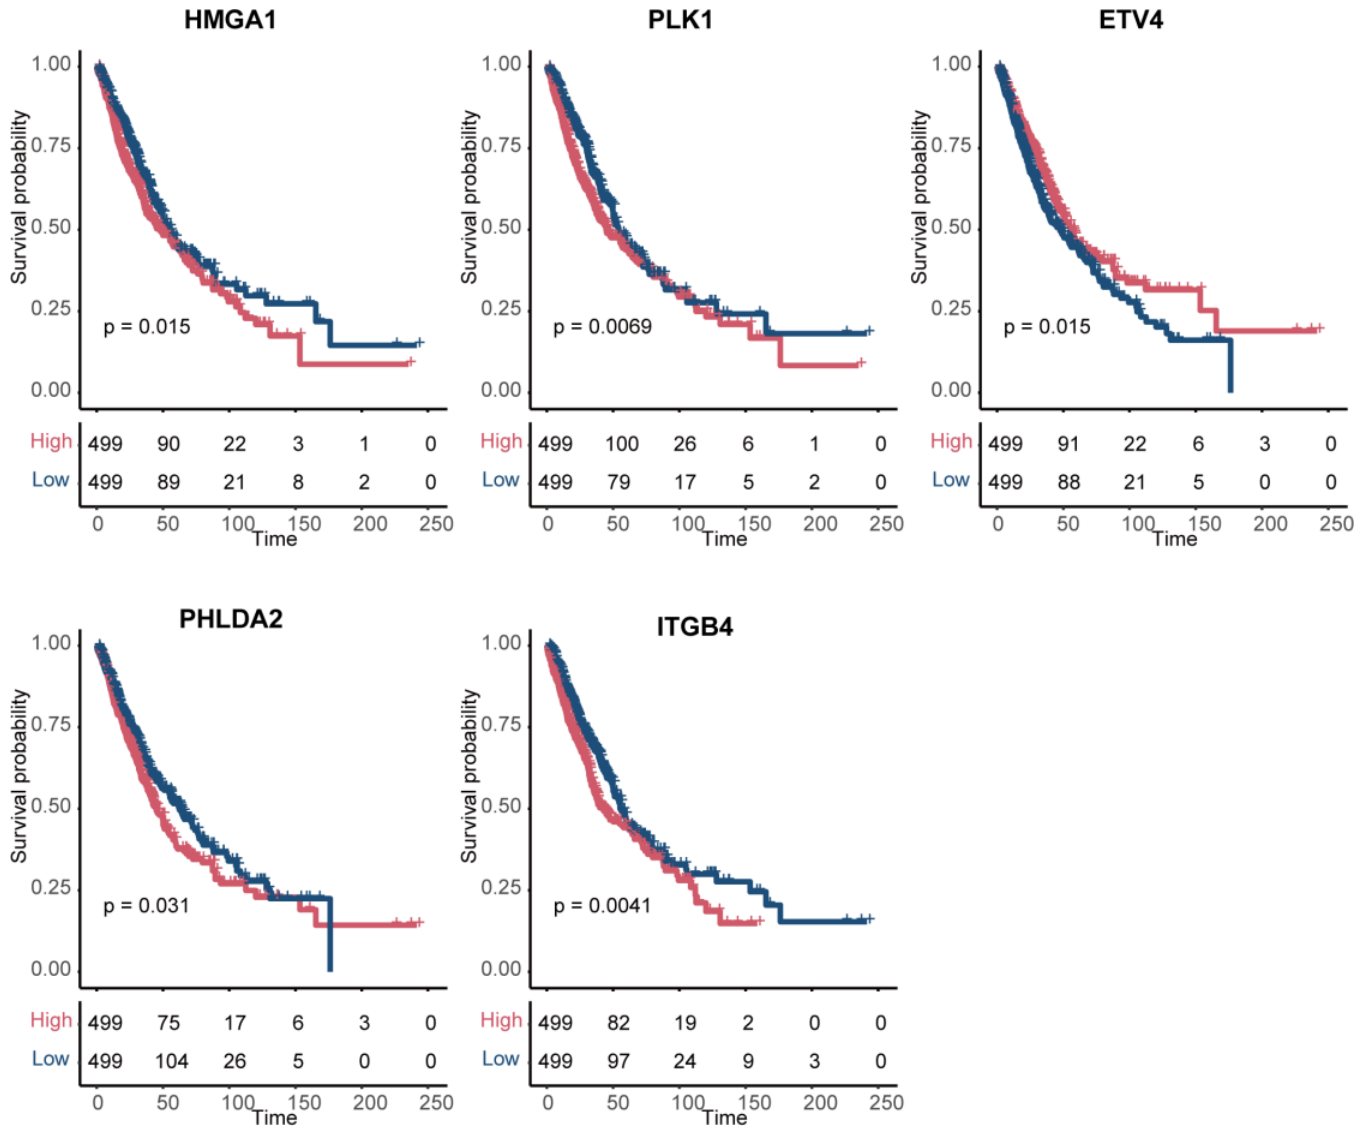 HMGA1 PLK1 ETV4
1.00 1.00 1.00
0.75 0.75 0.75
0.50 0.50 0.50
0.25 0.25 0.25
0.00 0.00 0.00
Survival probability Survival probability Survival probability
p = 0.015 p = 0.0069 p = 0.015
High 499 90 22 3 1 0 High 499 100 26 6 1 0 High 499 91 22 6 3 0
Low 499 89 21 8 2 0 Low 499 79 17 5 2 0 Low 499 88 21 5 0 0
0 50 100 150 200 250 0 50 100 150 200 250 0 50 100 150 200 250
Time Time Time
PHLDA2 ITGB4
1.00 1.00
0.75 0.75
0.50 0.50
0.25 0.25
0.00 0.00
Survival probability Survival probability
p = 0.031 p = 0.0041
High 499 75 17 6 3 0 High 499 82 19 2 0 0
Low 499 104 26 5 0 0 Low 499 97 24 9 3 0
0 50 100 150 200 250 0 50 100 150 200 250
Time Time